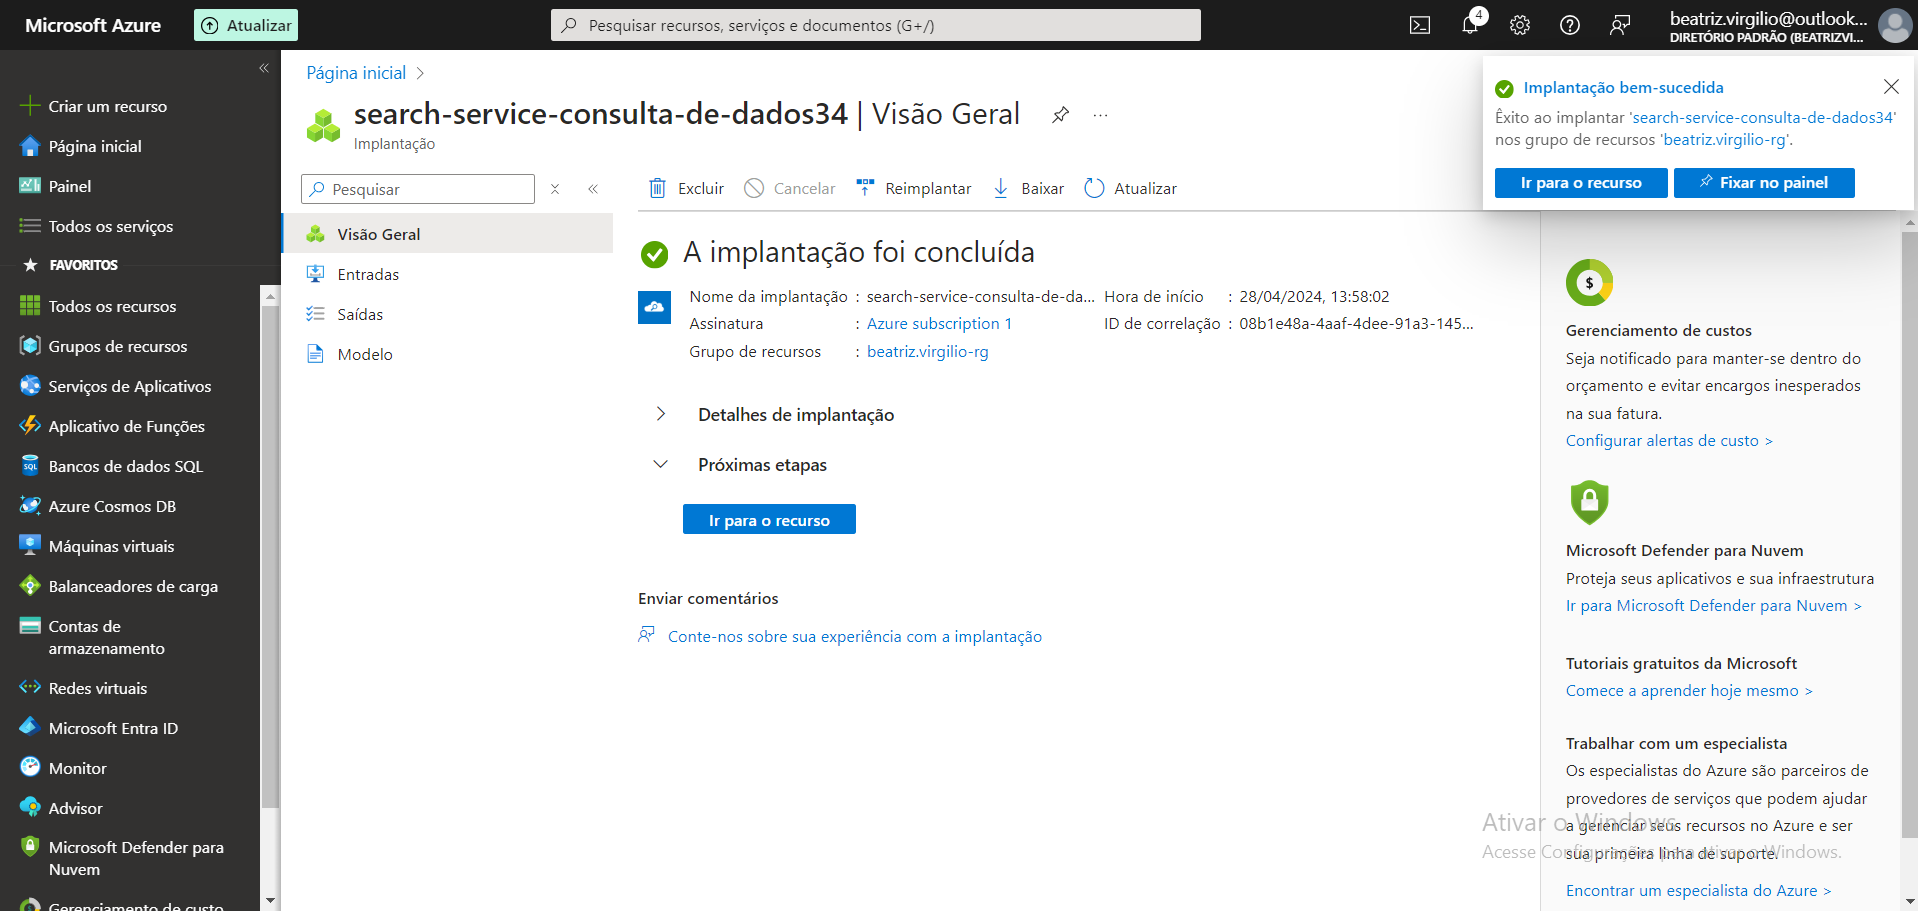 Microsoft Azure
Atualizar
Pesquisar recursos, serviços e documentos (G+/)
4
beatriz.virgilio@outlook...
DIRETÓRIO PADRÃO (BEATRIZVI...
Criar um recurso
Página inicial
Painel
Todos os serviços
FAVORITOS
Todos os recursos
Grupos de recursos
Serviços de Aplicativos
Aplicativo de Funções
SQL
Bancos de dados SQL
Azure Cosmos DB
Máquinas virtuais
Balanceadores de carga
Contas de
armazenamento
Redes virtuais
Microsoft Entra ID
Monitor
Advisor
Microsoft Defender para
Nuvem
Gerenciamento de custo
Página inicial
search-service-consulta-de-dados34 | Visão Geral
Implantação
Pesquisar
Visão Geral
Entradas
Saídas
Modelo
Excluir
Cancelar
Reimplantar
Baixar
Atualizar
A implantação foi concluída
Nome da implantação : search-service-consulta-de-da...
Assinatura : Azure subscription 1
Grupo de recursos : beatriz.virgilio-rg
Hora de início : 28/04/2024, 13:58:02
ID de correlação : 08b1e48a-4aaf-4dee-91a3-145...
Detalhes de implantação
Próximas etapas
Ir para o recurso
Enviar comentários
Conte-nos sobre sua experiência com a implantação
Implantação bem-sucedida
Êxito ao implantar 'search-service-consulta-de-dados34'
nos grupo de recursos 'beatriz.virgilio-rg'.
Ir para o recurso
Fixar no painel
$
Gerenciamento de custos
Seja notificado para manter-se dentro do
orçamento e evitar encargos inesperados
na sua fatura.
Configurar alertas de custo >
Microsoft Defender para Nuvem
Proteja seus aplicativos e sua infraestrutura
Ir para Microsoft Defender para Nuvem >
Tutoriais gratuitos da Microsoft
Comece a aprender hoje mesmo >
Trabalhar com um especialista
Os especialistas do Azure são parceiros de
provedores de serviços que podem ajudar
a gerenciar seus recursos no Azure e ser
sua primeira linha de suporte.
Encontrar um especialista do Azure >
Ativar o Windows
Acesse Configurações para ativar o Windows.